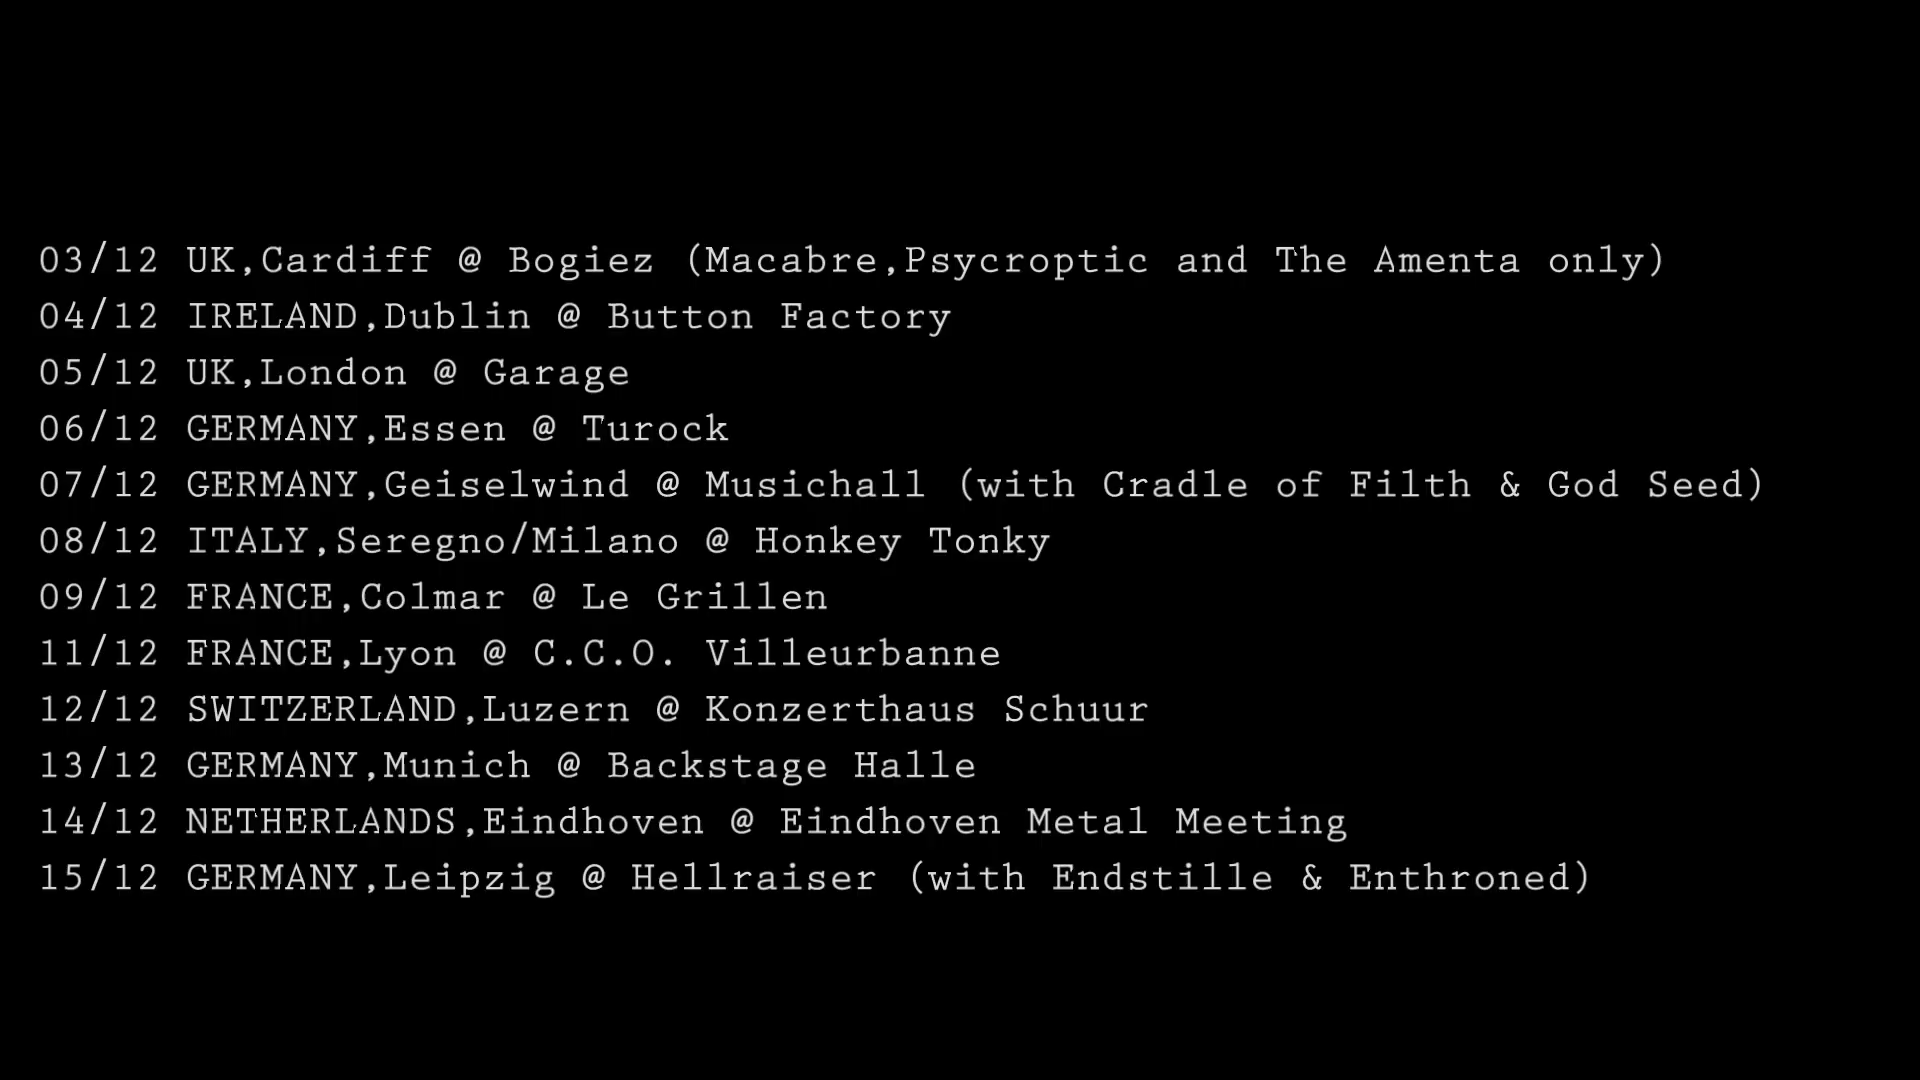 03/12 UK,Cardiff @ Bogiez (Macabre,Psycroptic and The Amenta only)
04/12 IRELAND,Dublin @ Button Factory
05/12 UK,London @ Garage
06/12 GERMANY,Essen @ Turock
07/12 GERMANY,Geiselwind @ Musichall (with Cradle of Filth & God Seed)
08/12 ITALY,Seregno/Milano @ Honkey Tonky
09/12 FRANCE,Colmar @ Le Grillen
11/12 FRANCE,Lyon @ C.C.O. Villeurbanne
12/12 SWITZERLAND,Luzern @ Konzerthaus Schuur
13/12 GERMANY,Munich @ Backstage Halle
14/12 NETHERLANDS,Eindhoven @ Eindhoven Metal Meeting
15/12 GERMANY,Leipzig @ Hellraiser (with Endstille & Enthroned)